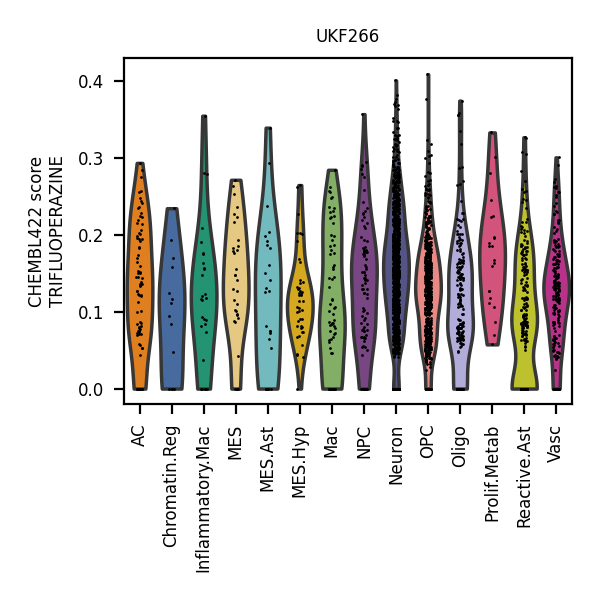 UKF266
CHEMBL422 score
TRIFLUOPERAZINE
0.4
0.3
0.2
0.1
0.0
AC
Chromatin.Reg
Inflammatory.Mac
MES
MES.Ast
MES.Hyp
Mac
NPC
Neuron
OPC
Oligo
Prolif.Metab
Reactive.Ast
Vasc